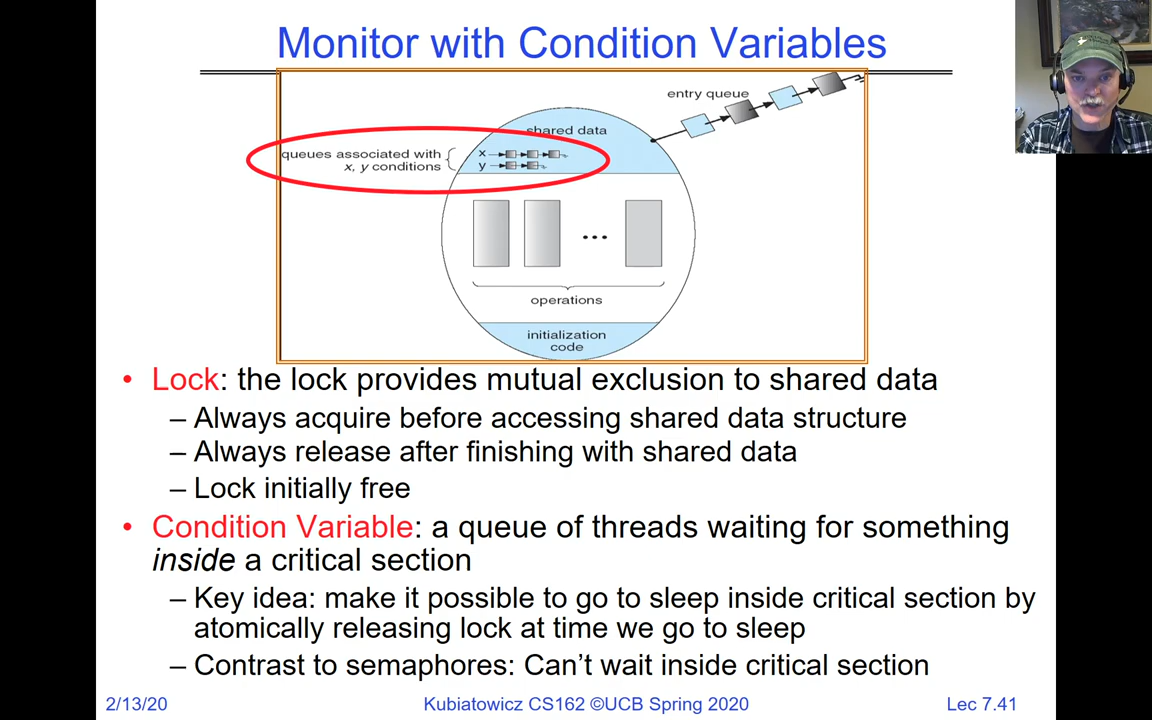 Monitor with Condition Variables
entry queue
shared data
queues associated with
x, y conditions
x
y
...
operations
initialization
code
• Lock: the lock provides mutual exclusion to shared data
– Always acquire before accessing shared data structure
– Always release after finishing with shared data
– Lock initially free
• Condition Variable: a queue of threads waiting for something
inside a critical section
– Key idea: make it possible to go to sleep inside critical section by
atomically releasing lock at time we go to sleep
– Contrast to semaphores: Can’t wait inside critical section
2/13/20
Kubiatowicz CS162 ©UCB Spring 2020
Lec 7.41